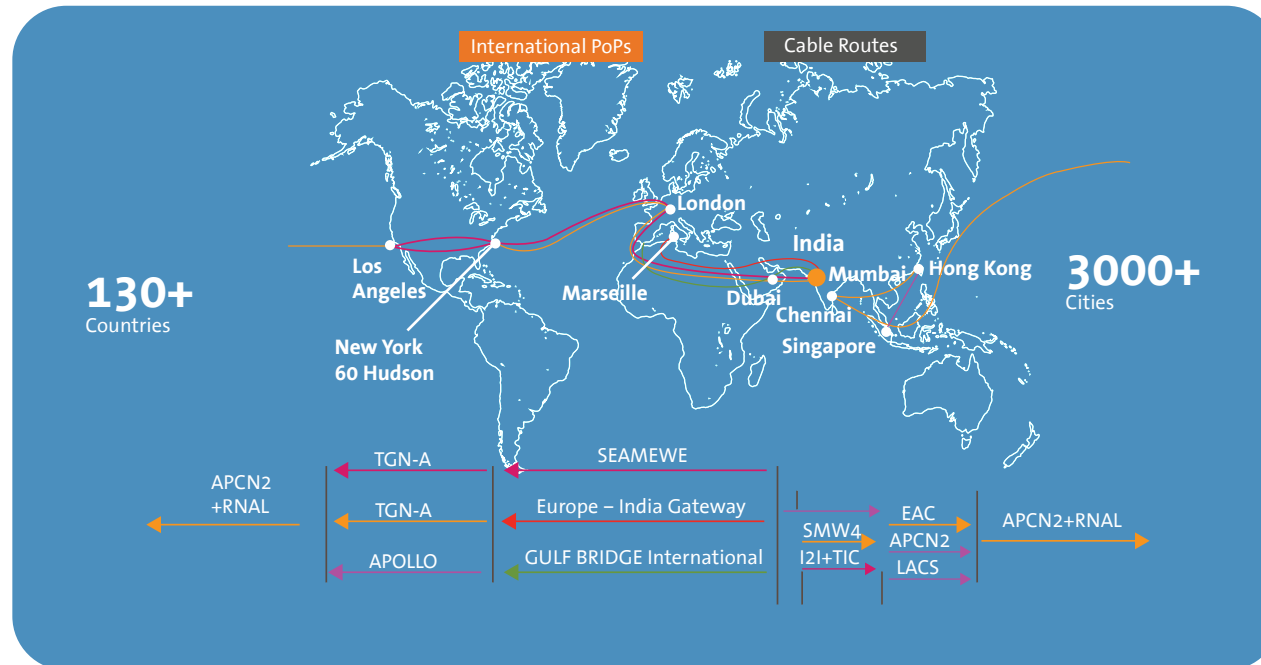 International PoPs
Cable Routes
London
India
Mumbai
Hong Kong
Los
Angeles
Marseille
Dubai
Chennai
Singapore
130+
Countries
3000+
Cities
New York
60 Hudson
TGN-A
SEAMEWE
APCN2
+RNAL
TGN-A
Europe – India Gateway
EAC
APCN2+RNAL
SMW4
APCN2
APOLLO
GULF BRIDGE International
I2I+TIC
LACS